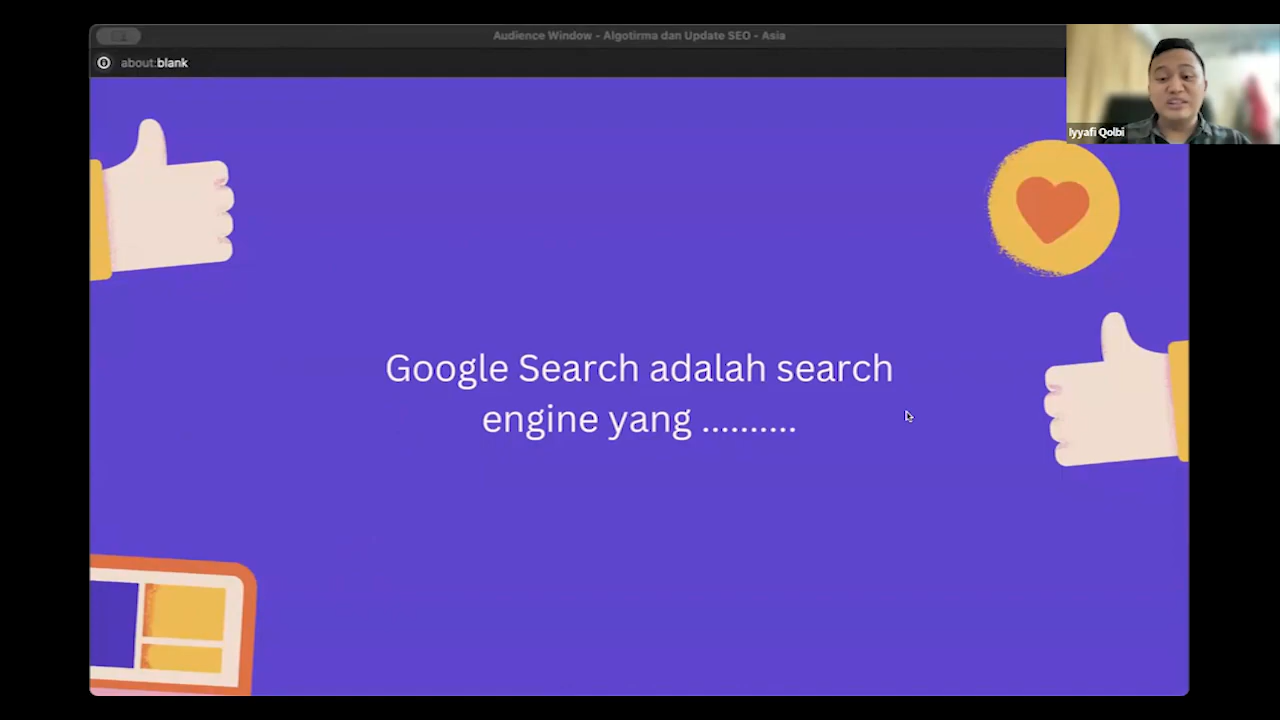 Audience Window - Algotirma dan Update SEO - Asia
about:blank
Iyyafi Qolbi
Google Search adalah search
engine yang ..........